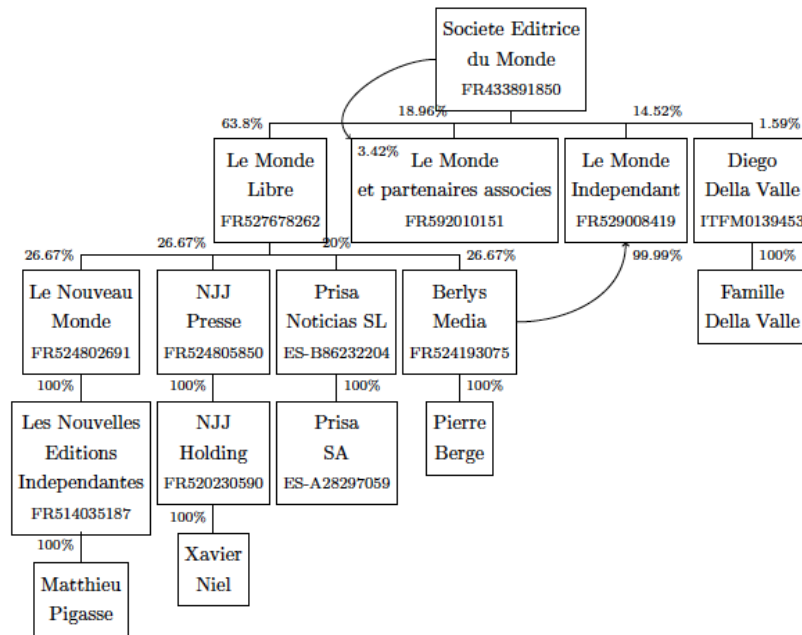 Societe Editrice
du Monde
FR433891850
63.8%
18.96%
14.52%
1.59%
Le Monde
Libre
FR527678262
3.42%
Le Monde
et partenaires associes
FR592010151
Le Monde
Independant
FR529008419
Diego
Della Valle
ITFM0139453
26.67%
26.67%
20%
26.67%
99.99%
100%
Le Nouveau
Monde
FR524802691
NJJ
Presse
FR524805850
Prisa
Noticias SL
ES-B86232204
Berlys
Media
FR524193075
Famille
Della Valle
100%
100%
100%
100%
Les Nouvelles
Editions
Independantes
FR514035187
NJJ
Holding
FR520230590
Prisa
SA
ES-A28297059
Pierre
Berge
100%
100%
Matthieu
Pigasse
Xavier
Niel